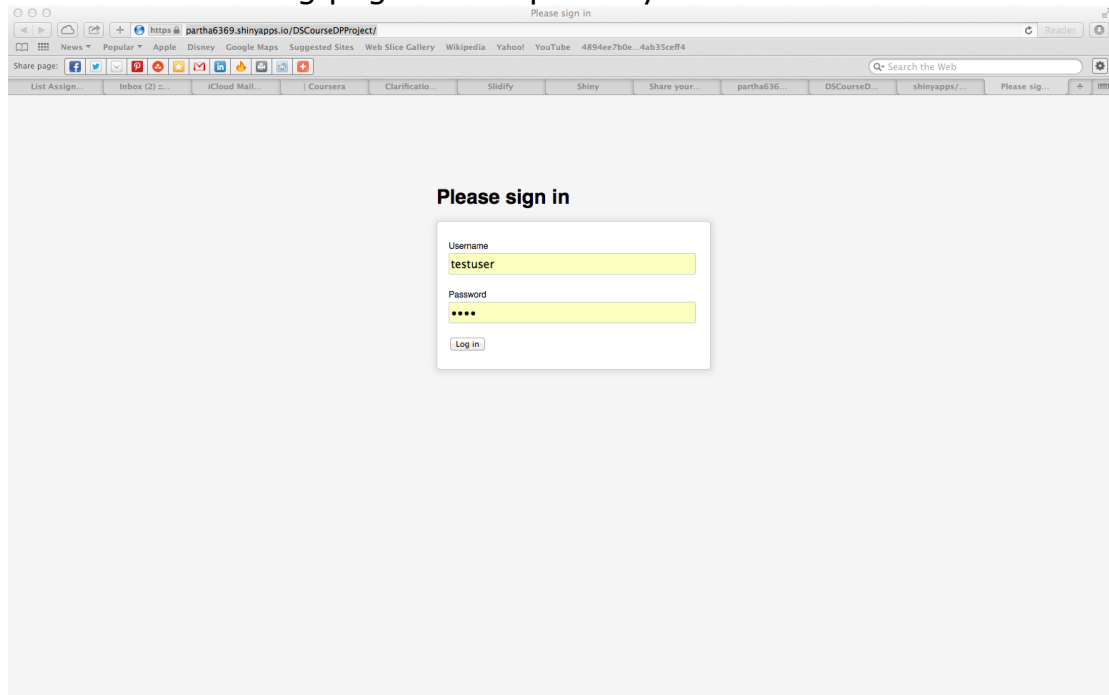 Please sign in
https partha6369.shinyapps.io/DSCourseDPProject/ Reader
News Popular Apple Disney Google Maps Suggested Sites Web Slice Gallery Wikipedia Yahoo! YouTube 4894ee7b0e...4ab35ceff4
Share page: Search the Web
List Assign... Inbox (2) ::... iCloud Mail... | Coursera Clarificatio... Slidify Shiny Share your... partha636... DSCourseD... shinyapps/... Please sig...
Please sign in
Username
testuser
Password
••••
Log in